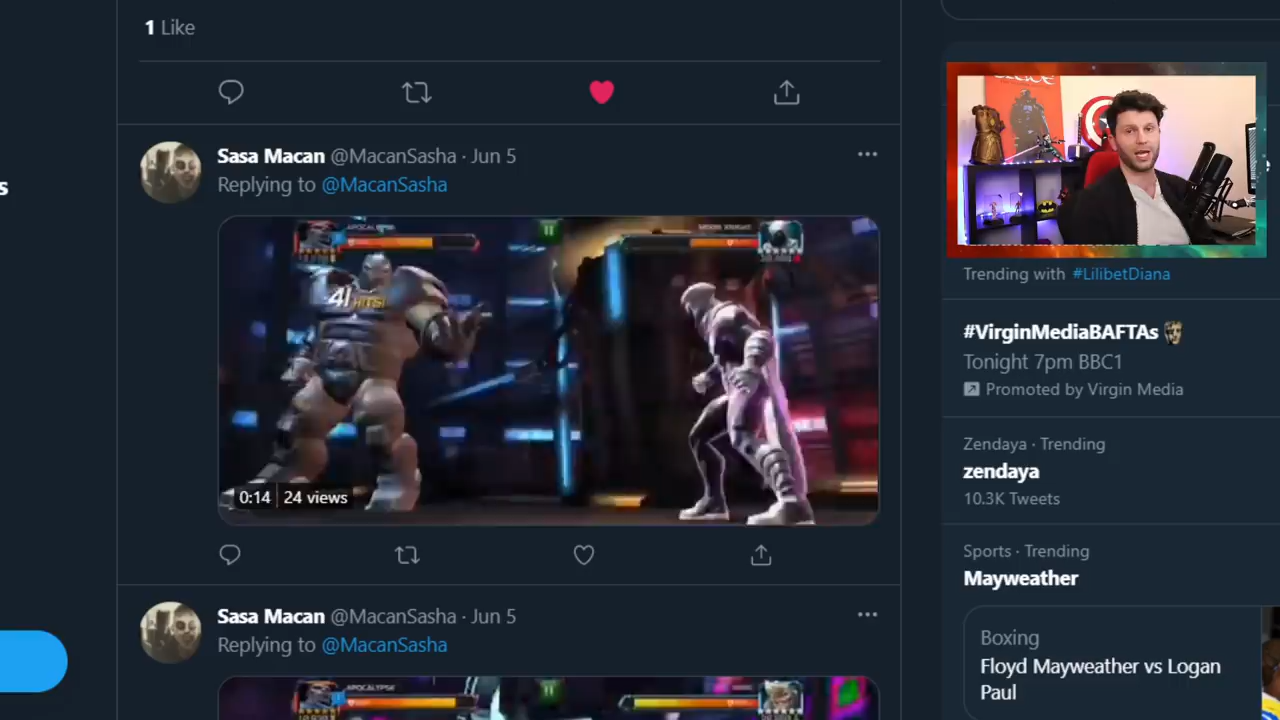 1 Like
Sasa Macan @MacanSasha · Jun 5
Replying to @MacanSasha
APOCALYPSE
41 HITS!
0:14 24 views
Sasa Macan @MacanSasha · Jun 5
Replying to @MacanSasha
APOCALYPSE
s
Trending with #LilibetDiana
#VirginMediaBAFTAs
Tonight 7pm BBC1
Promoted by Virgin Media
Zendaya · Trending
zendaya
10.3K Tweets
Sports · Trending
Mayweather
Boxing
Floyd Mayweather vs Logan
Paul